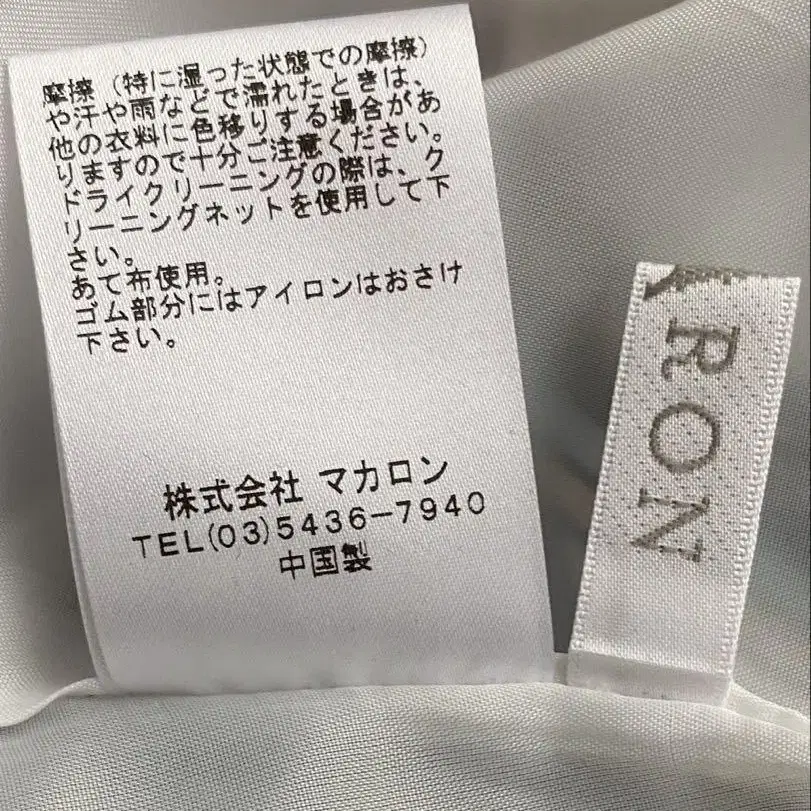 摩擦（特に湿った状態での摩擦）
や汗や雨などで濡れたときは、
他の衣料に色移りする場合があ
りますので十分ご注意ください。
ドライクリーニングの際は、ク
リーニングネットを使用して下
さい。
あて布使用。
ゴム部分にはアイロンはおさけ
下さい。
株式会社 マカロン
TEL(03)5436-7940
中国製
RON